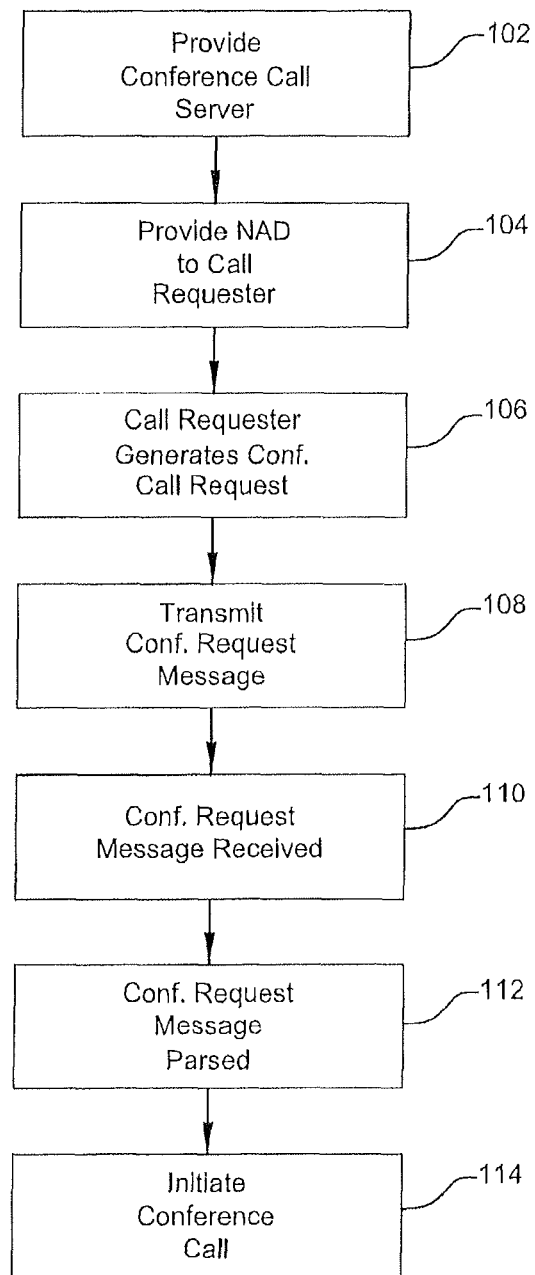 Provide
Conference Call
Server
102
Provide NAD
to Call
Requester
104
Call Requester
Generates Conf.
Call Request
106
Transmit
Conf. Request
Message
108
Conf. Request
Message Received
110
Conf. Request
Message
Parsed
112
Initiate
Conference
Call
114